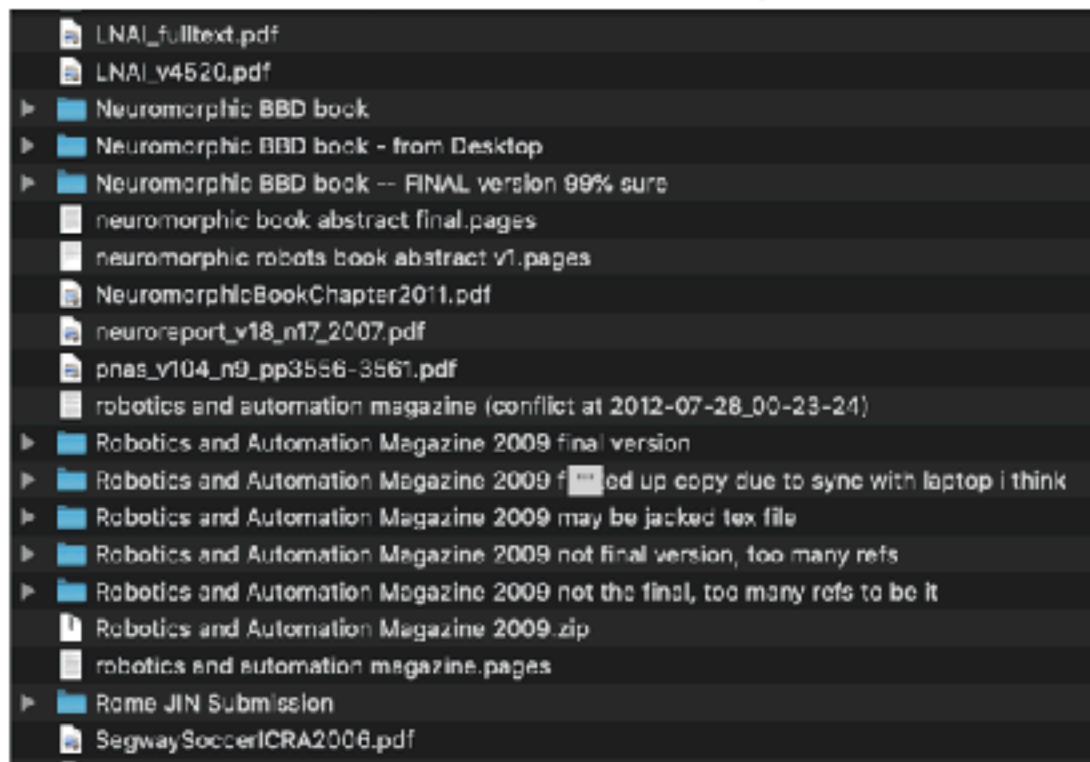 LNAI_fulltext.pdf
LNAI_v4520.pdf
Neuromorphic BBD book
Neuromorphic BBD book - from Desktop
Neuromorphic BBD book -- FINAL version 99% sure
neuromorphic book abstract final.pages
neuromorphic robots book abstract v1.pages
NeuromorphicBookChapter2011.pdf
neuroreport_v18_n17_2007.pdf
pnas_v104_n9_pp3556-3561.pdf
robotics and automation magazine (conflict at 2012-07-28_00-23-24)
Robotics and Automation Magazine 2009 final version
Robotics and Automation Magazine 2009 f***ed up copy due to sync with laptop i think
Robotics and Automation Magazine 2009 may be jacked tex file
Robotics and Automation Magazine 2009 not final version, too many refs
Robotics and Automation Magazine 2009 not the final, too many refs to be it
Robotics and Automation Magazine 2009.zip
robotics and automation magazine.pages
Rome JIN Submission
SegwaySoccerICRA2006.pdf